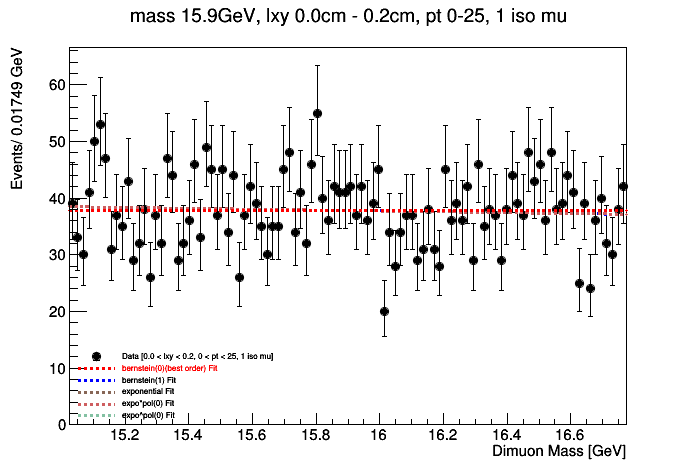 mass 15.9GeV, lxy 0.0cm - 0.2cm, pt 0-25, 1 iso mu
Events/ 0.01749 GeV
60
50
40
30
20
10
0
Data [0.0 < lxy < 0.2, 0 < pt < 25, 1 iso mu]
bernstein(0)(best order) Fit
bernstein(1) Fit
exponential Fit
expo*pol(0) Fit
expo^pol(0) Fit
15.2 15.4 15.6 15.8 16 16.2 16.4 16.6
Dimuon Mass [GeV]